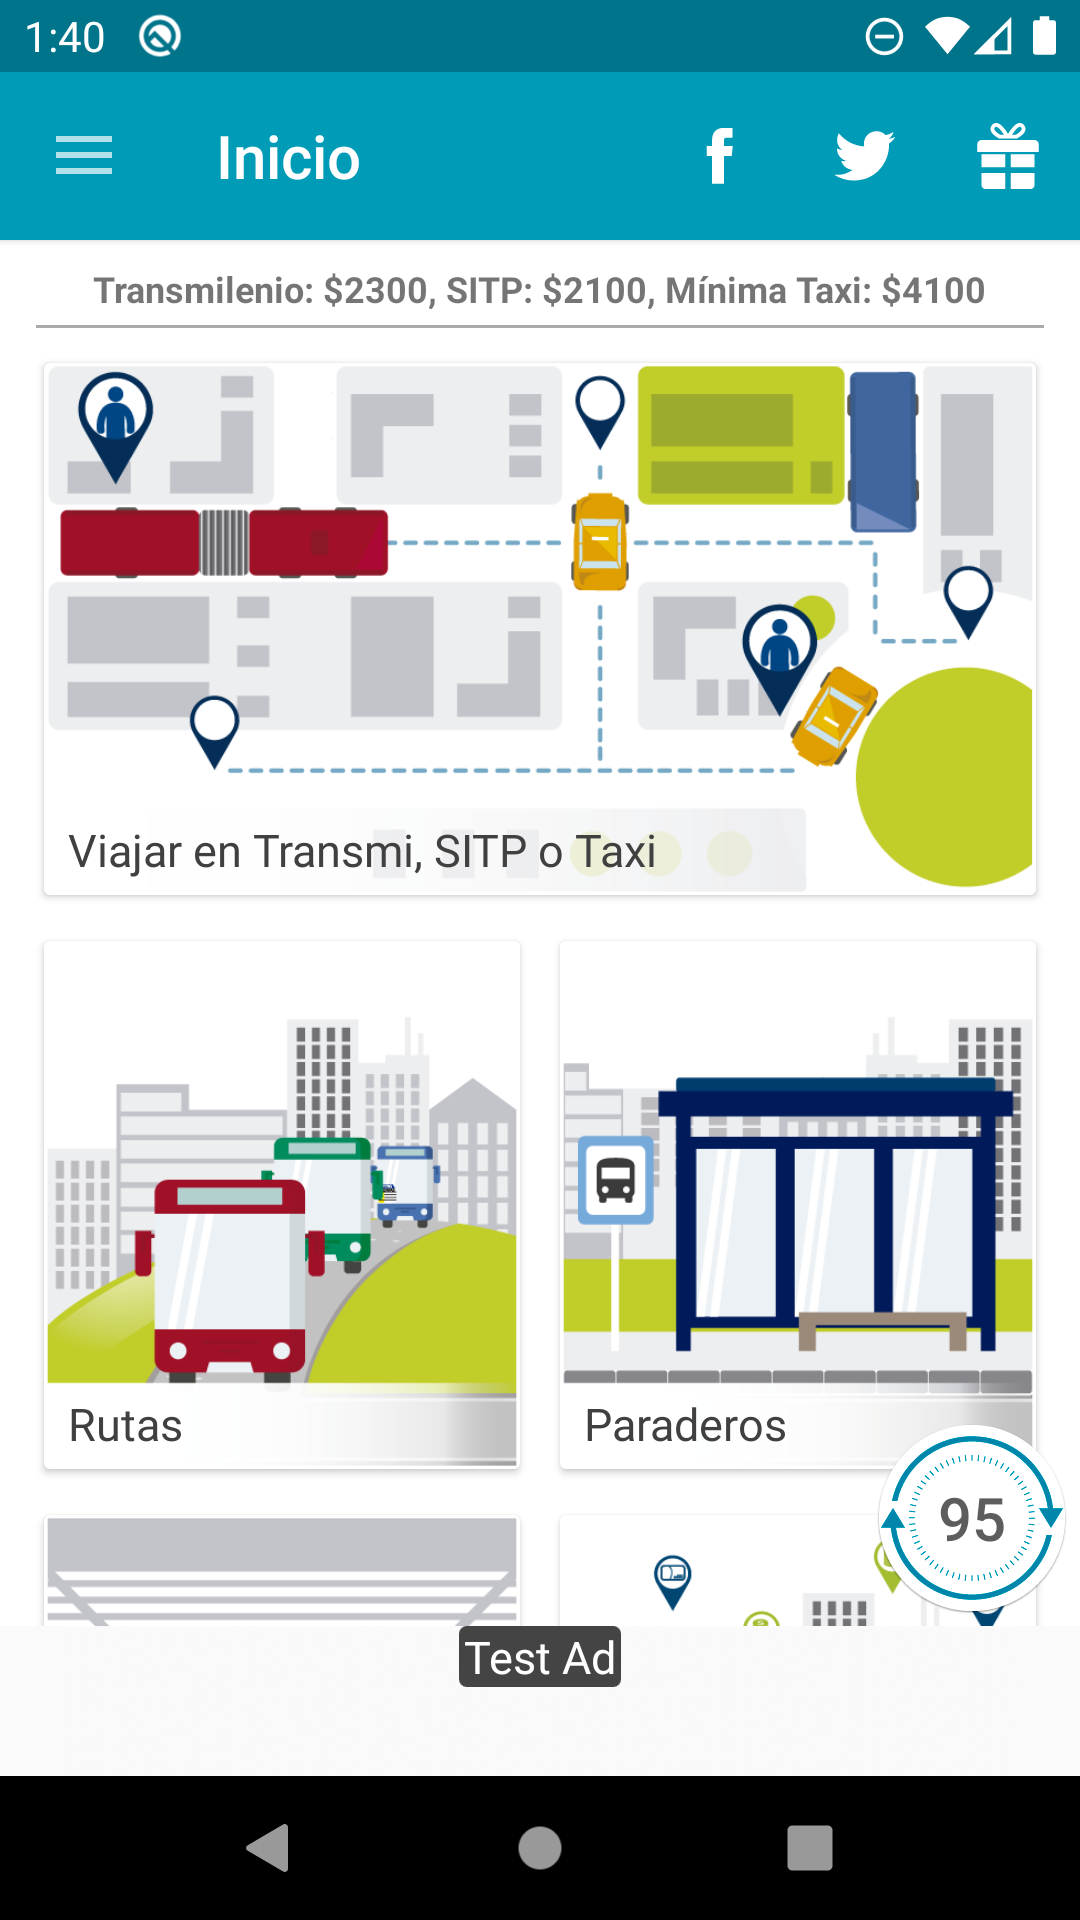 1:40
Inicio
Transmilenio: $2300, SITP: $2100, Mínima Taxi: $4100
Viajar en Transmi, SITP o Taxi
Rutas
Paraderos
95
Test Ad